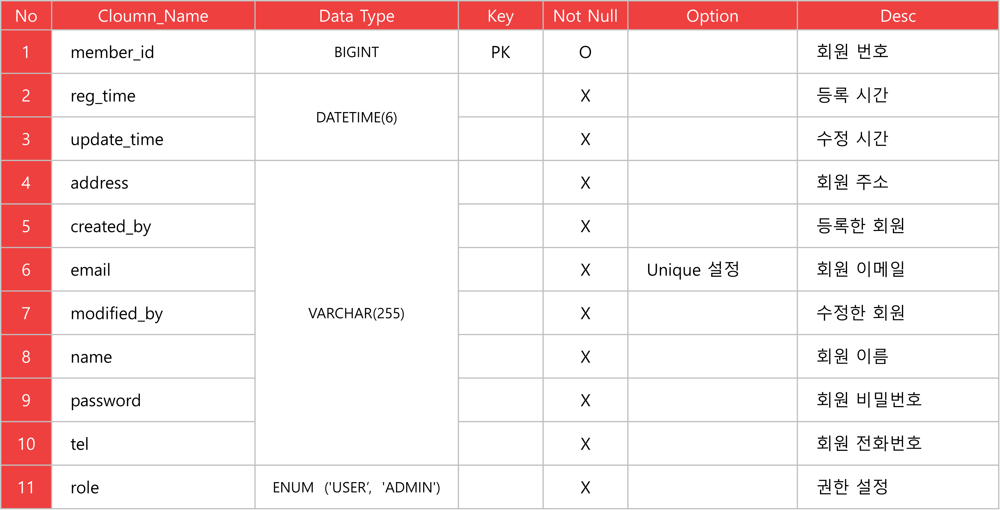 No Cloumn_Name Data Type Key Not Null Option Desc
1 member_id BIGINT PK O 회원 번호
2 reg_time DATETIME(6) X 등록 시간
3 update_time X 수정 시간
4 address VARCHAR(255) X 회원 주소
5 created_by X 등록한 회원
6 email X Unique 설정 회원 이메일
7 modified_by X 수정한 회원
8 name X 회원 이름
9 password X 회원 비밀번호
10 tel X 회원 전화번호
11 role ENUM ('USER’, 'ADMIN') X 권한 설정